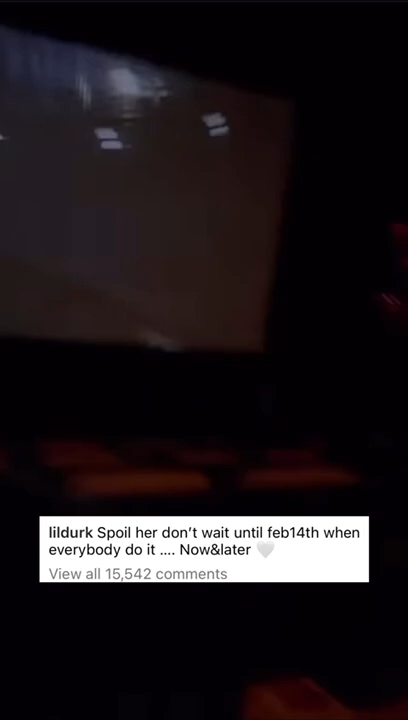 lildurk Spoil her don't wait until feb14th when
everybody do it .... Now&later 🤍
View all 15,542 comments